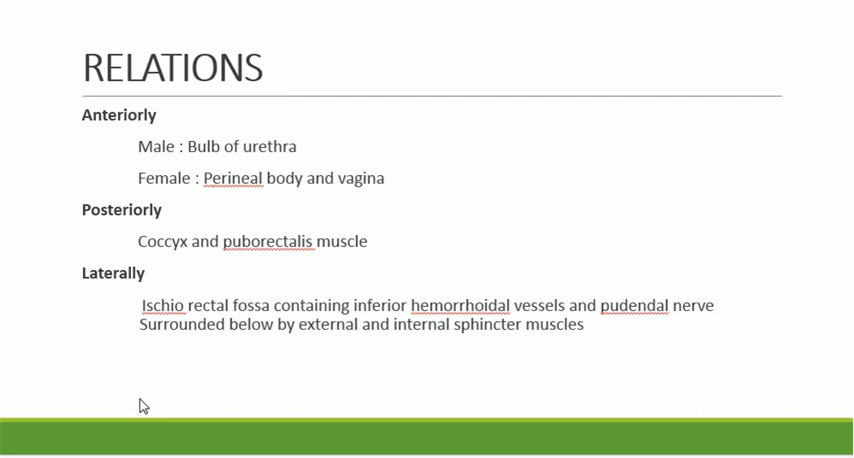 RELATIONS
Anteriorly
Male : Bulb of urethra
Female : Perineal body and vagina
Posteriorly
Coccyx and puborectalis muscle
Laterally
Ischio rectal fossa containing inferior hemorrhoidal vessels and pudendal nerve
Surrounded below by external and internal sphincter muscles